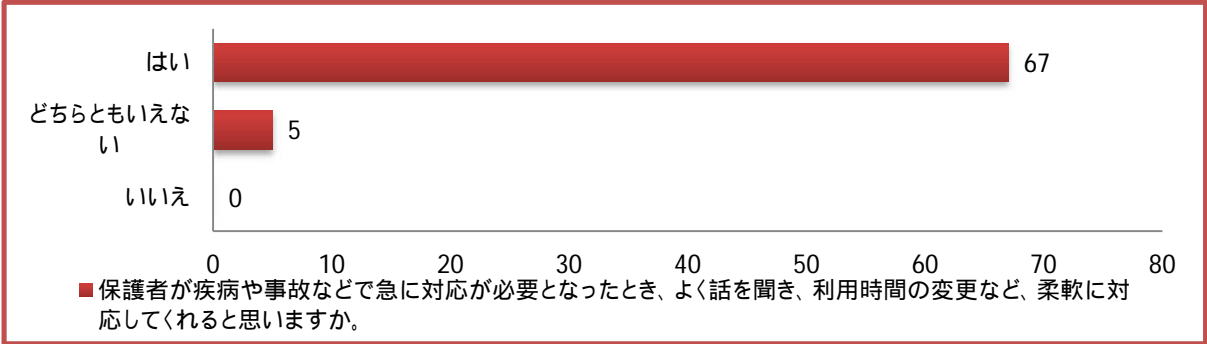 はい
67
どちらともいえな
い
5
いいえ
0
0 10 20 30 40 50 60 70 80
保護者が疾病や事故などで急に対応が必要となったとき、よく話を聞き、利用時間の変更など、柔軟に対
応してくれると思いますか。